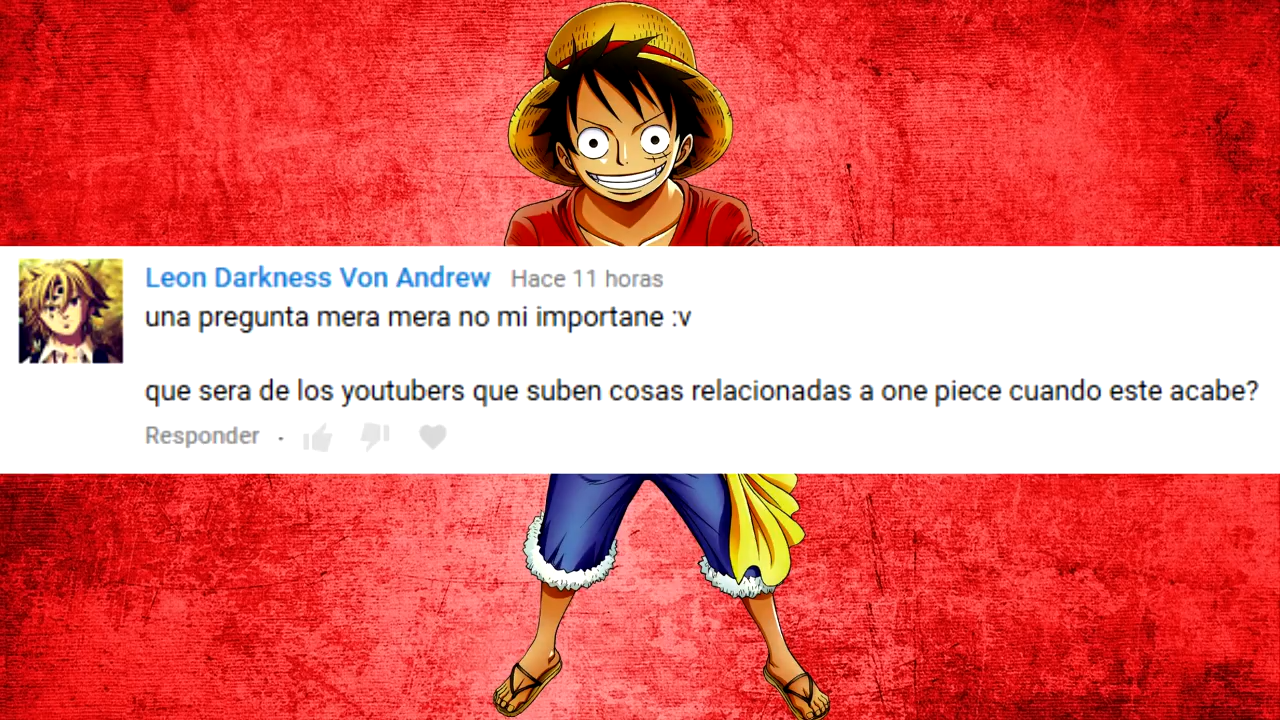 Leon Darkness Von Andrew Hace 11 horas
una pregunta mera mera no mi importane :v
que sera de los youtubers que suben cosas relacionadas a one piece cuando este acabe?
Responder ·